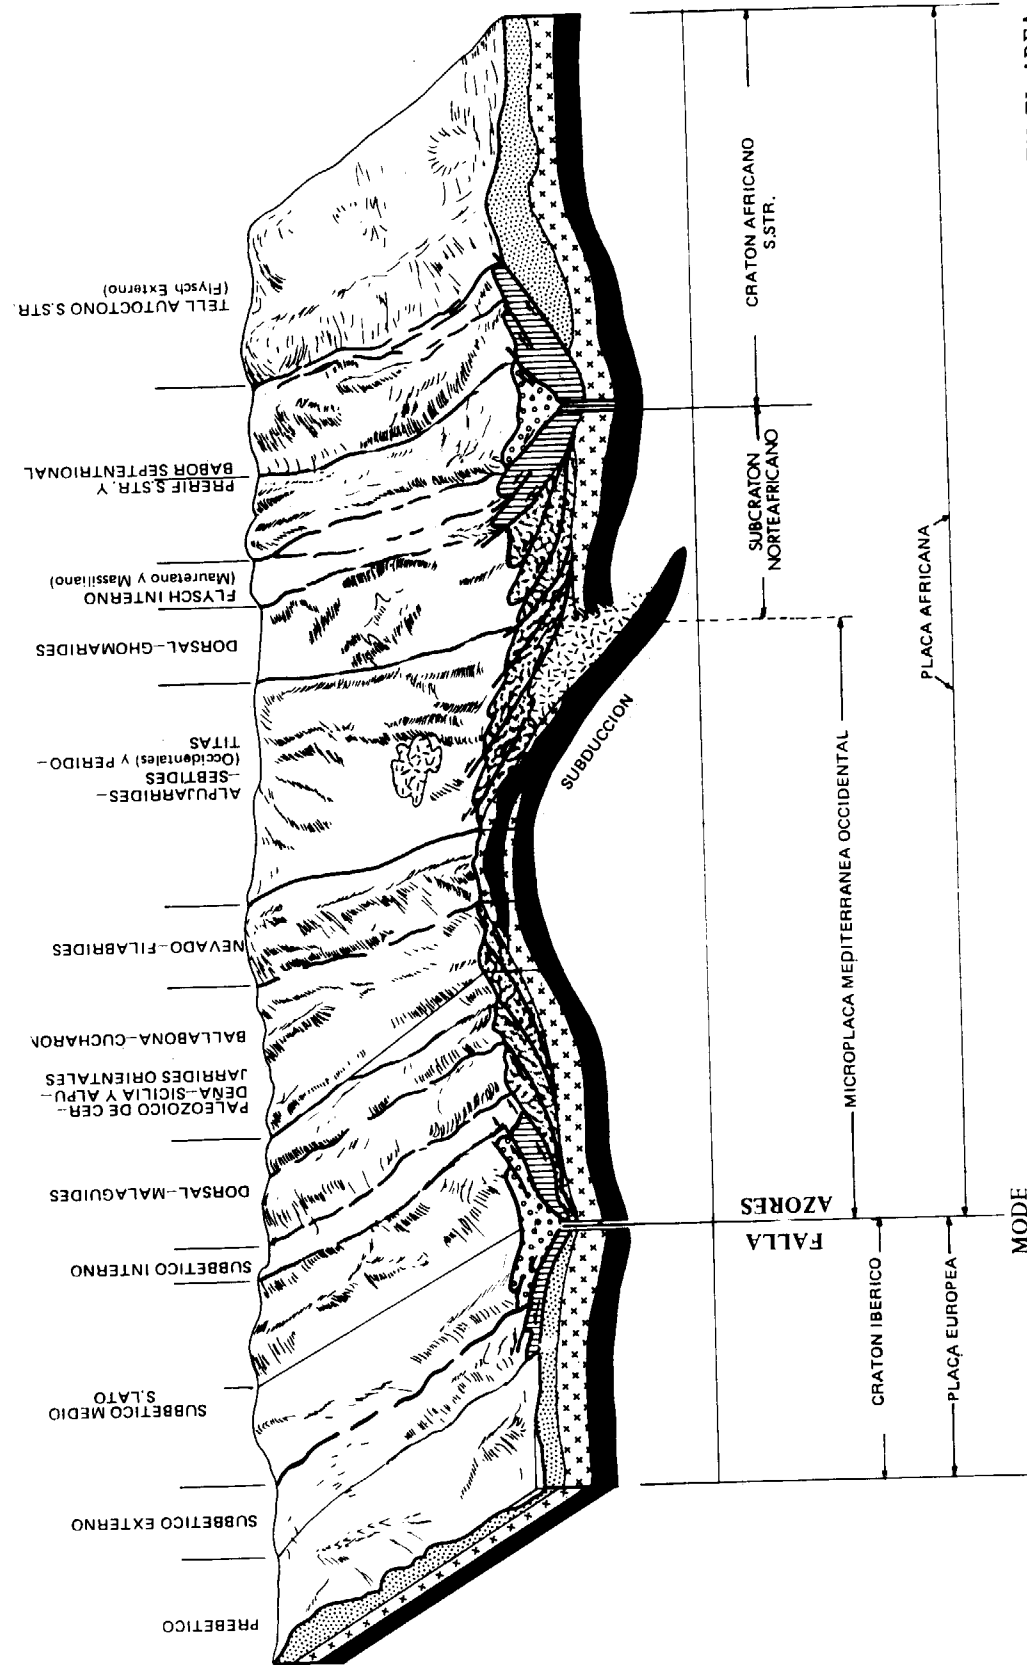 PREBETICO
SUBBETICO EXTERNO
SUBBETICO MEDIO
S.LATO
SUBBETICO INTERNO
DORSAL-MALAGUIDES
PALEOZOICO DE CER-
DEÑA-SICILIA Y ALPU-
JARRIDES ORIENTALES
BALLABONA-CUCHARON
NEVADO-FILABRIDES
ALPUJARRIDES-
-SEBTIDES
(Occidentales) y PERIDO-
TITAS
DORSAL-GHOMARIDES
FLYSCH INTERNO
(Mauretano y Massiliano)
PRERIF S.STR. Y
BABOR SEPTENTRIONAL
TELL AUTOCTONO S.STR.
(Flysch Externo)
SUBDUCCION
FALLA
AZORES
CRATON IBERICO
MICROPLACA MEDITERRANEA OCCIDENTAL
SUBCRATON
NORTEAFRICANO
CRATON AFRICANO
S.STR.
PLACA EUROPEA
PLACA AFRICANA
MODE
AREA